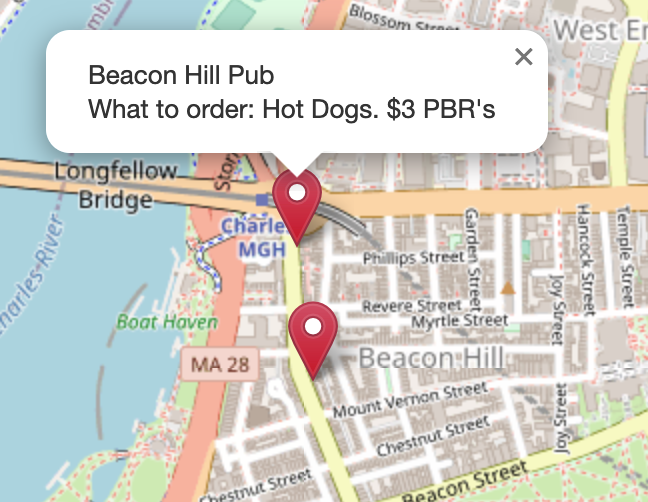 Blossom Street
West En
Beacon Hill Pub
What to order: Hot Dogs. $3 PBR's
×
Longfellow
Bridge
Charles River
MGH
Phillips Street
Garden Street
Hancock Street
Temple Street
Joy Street
Revere Street
Myrtle Street
Boat Haven
MA 28
Beacon Hill
Mount Vernon Street
Joy Street
Chestnut Street
Chestnut Street
Beacon Street